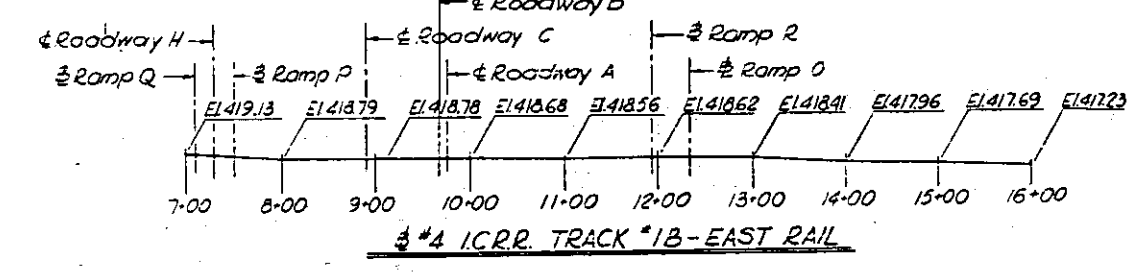 ℄ Roadway B
℄ Roadway H
℄ Roadway C
℄ Ramp R
℄ Ramp Q
℄ Ramp P
℄ Roadway A
℄ Ramp O
El.419.13 El.418.79 El.418.78 El.418.68 El.418.56 El.418.62 El.418.41 El.417.96 El.417.69 El.417.23
7+00 8+00 9+00 10+00 11+00 12+00 13+00 14+00 15+00 16+00
℄ #4 I.C.R.R. TRACK #1B-EAST RAIL